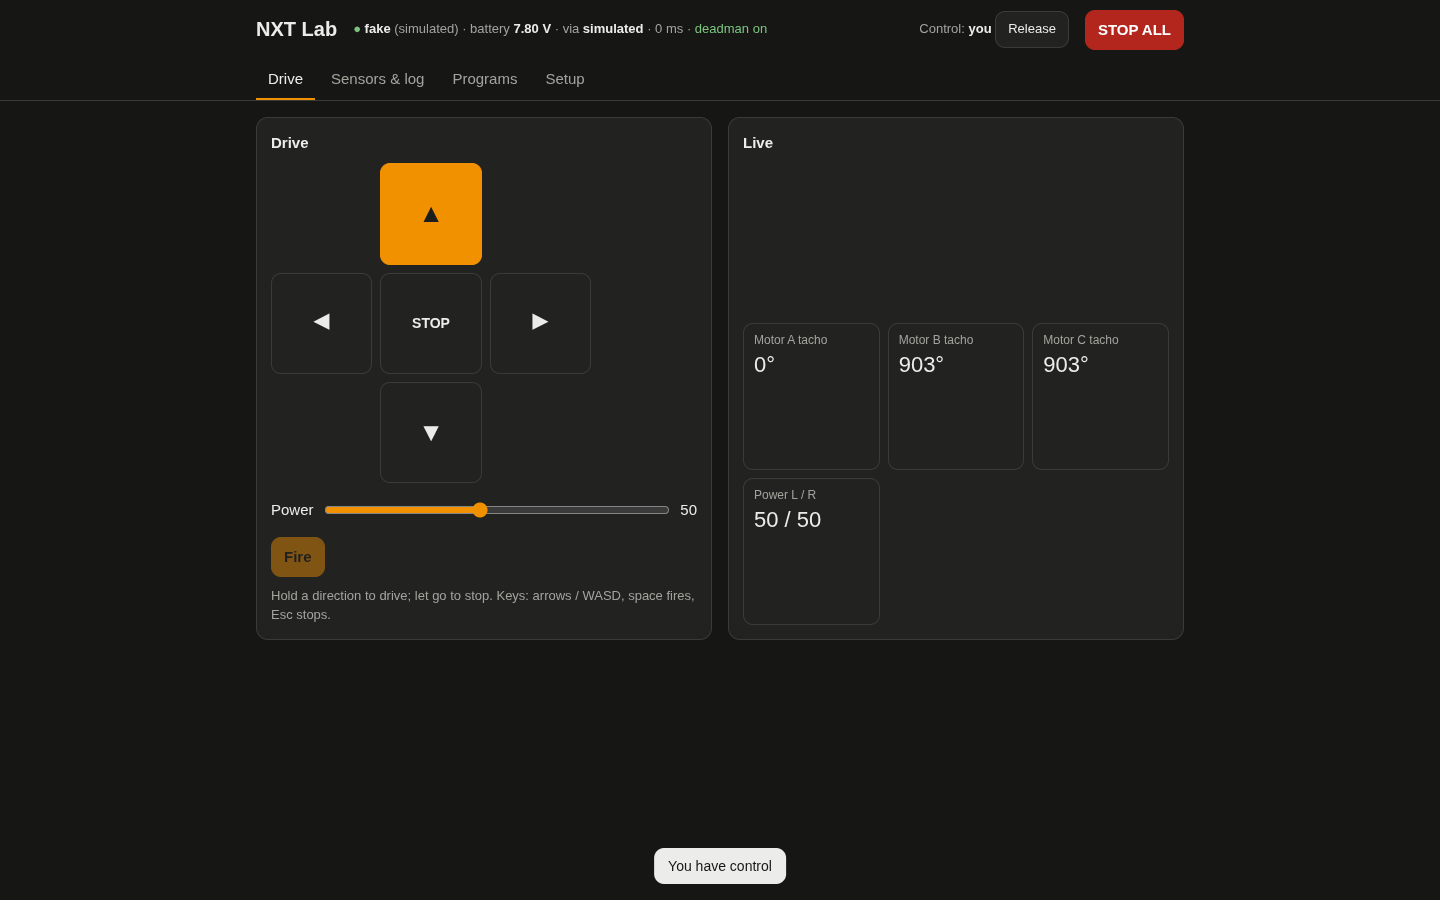 NXT Lab
● fake (simulated) · battery 7.80 V · via simulated · 0 ms · deadman on
Control: you
Release
STOP ALL
Drive
Sensors & log
Programs
Setup
Drive
▲
◀
STOP
▶
▼
Power
50
Fire
Hold a direction to drive; let go to stop. Keys: arrows / WASD, space fires,
Esc stops.
Live
Motor A tacho
0°
Motor B tacho
903°
Motor C tacho
903°
Power L / R
50 / 50
You have control